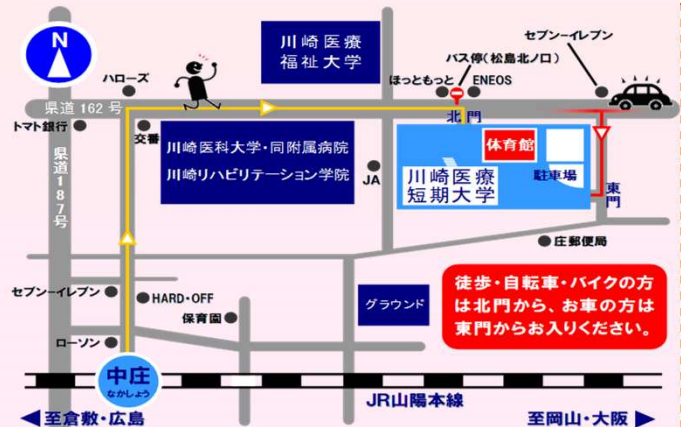 N
川崎医療
福祉大学
セブン−イレブン
バス停(松島北ノ口)
ハローズ
ほっともっと
ENEOS
県道162号
北門
トマト銀行
交番
川崎医科大学・同附属病院
川崎リハビリテーション学院
体育館
JA
川崎医療
短期大学
駐車場
東門
県道187号
庄郵便局
セブン−イレブン
HARD・OFF
保育園
グラウンド
徒歩・自転車・バイクの方
は北門から、お車の方は
東門からお入りください。
ローソン
中庄
なかしょう
JR山陽本線
至倉敷・広島
至岡山・大阪